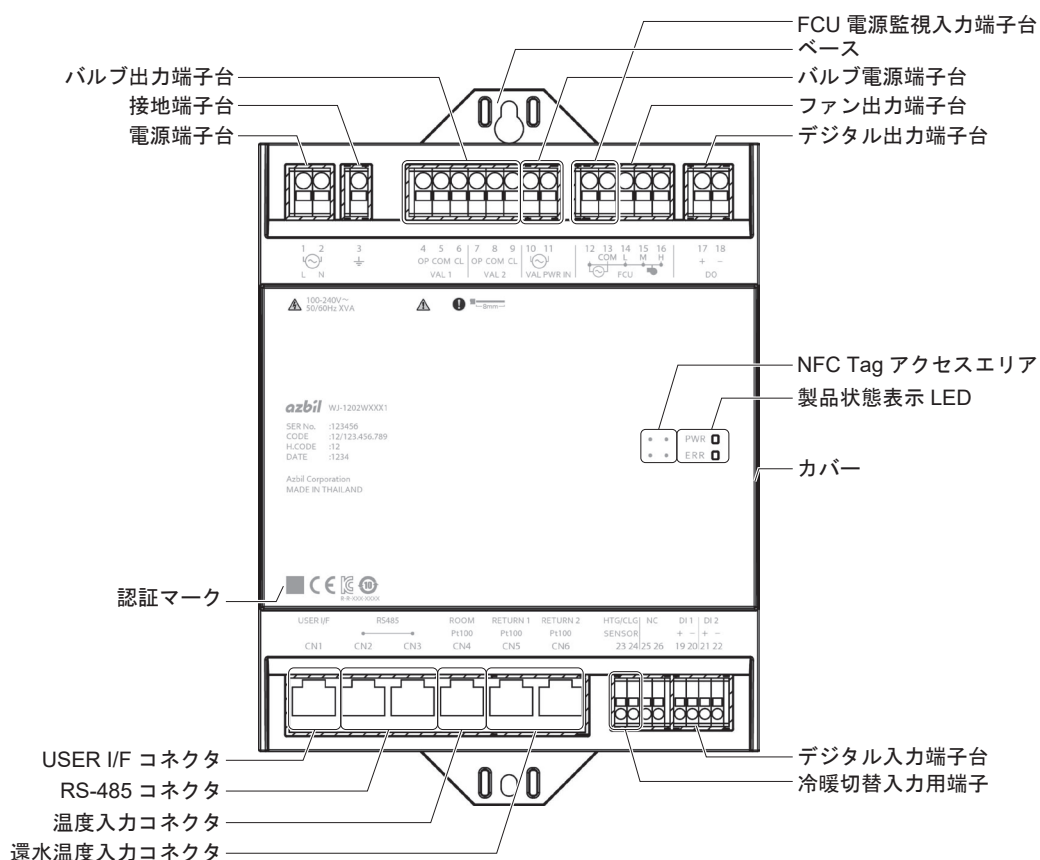 FCU 電源監視入力端子台
ベース
バルブ出力端子台
バルブ電源端子台
接地端子台
ファン出力端子台
電源端子台
デジタル出力端子台
1 2 3 4 5 6 7 8 9 10 11 12 13 14 15 16 17 18
OP COM CL OP COM CL COM L M H + −
L N VAL 1 VAL 2 VAL PWR IN FCU DO
100-240V～
50/60Hz XVA
8mm
NFC Tag アクセスエリア
製品状態表示 LED
azbil WJ-1202WXXX1
PWR
ERR
SER No. :123456
CODE :12/123.456.789
H.CODE :12
DATE :1234
カバー
Azbil Corporation
MADE IN THAILAND
認証マーク
CE 10
R-R-XXX-XXXX
USER I/F RS485 ROOM RETURN 1 RETURN 2 HTG/CLG NC DI 1 DI 2
Pt100 Pt100 Pt100 SENSOR + − + −
CN1 CN2 CN3 CN4 CN5 CN6 23 24 25 26 19 20 21 22
USER I/F コネクタ
デジタル入力端子台
RS-485 コネクタ
冷暖切替入力用端子
温度入力コネクタ
還水温度入力コネクタ